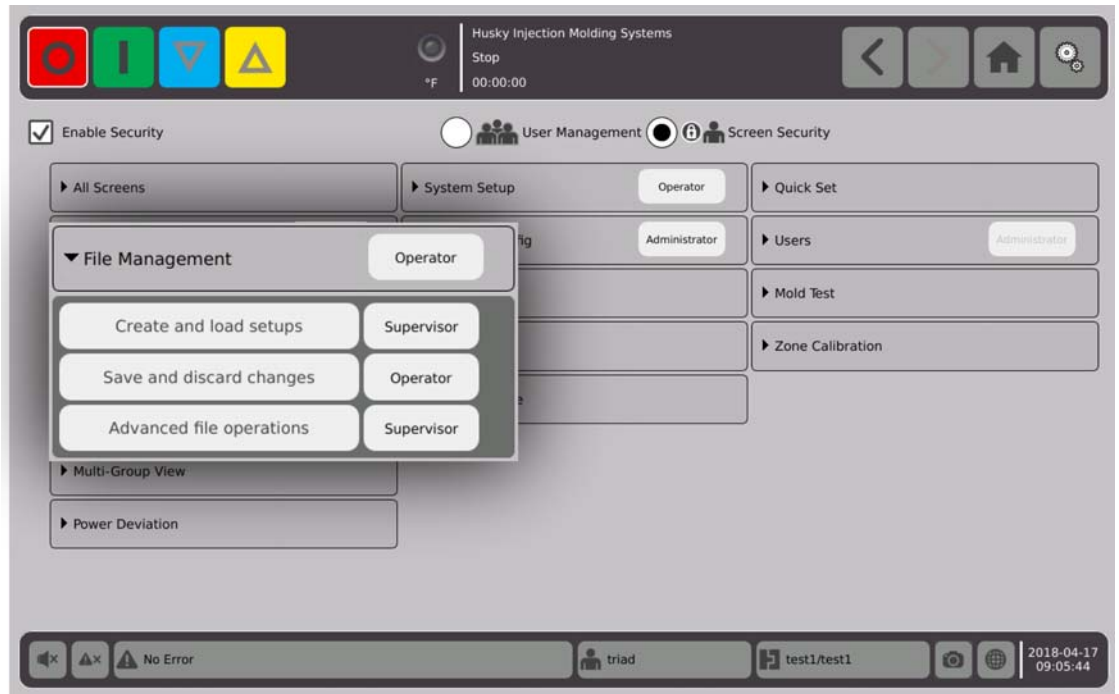 Husky Injection Molding Systems
Stop
°F 00:00:00
Enable Security User Management Screen Security
All Screens System Setup Operator Quick Set
File Management Operator
Administrator Users Administrator
Create and load setups Supervisor
Mold Test
Save and discard changes Operator
Zone Calibration
Advanced file operations Supervisor
Multi-Group View
Power Deviation
No Error triad test1/test1 2018-04-17
09:05:44